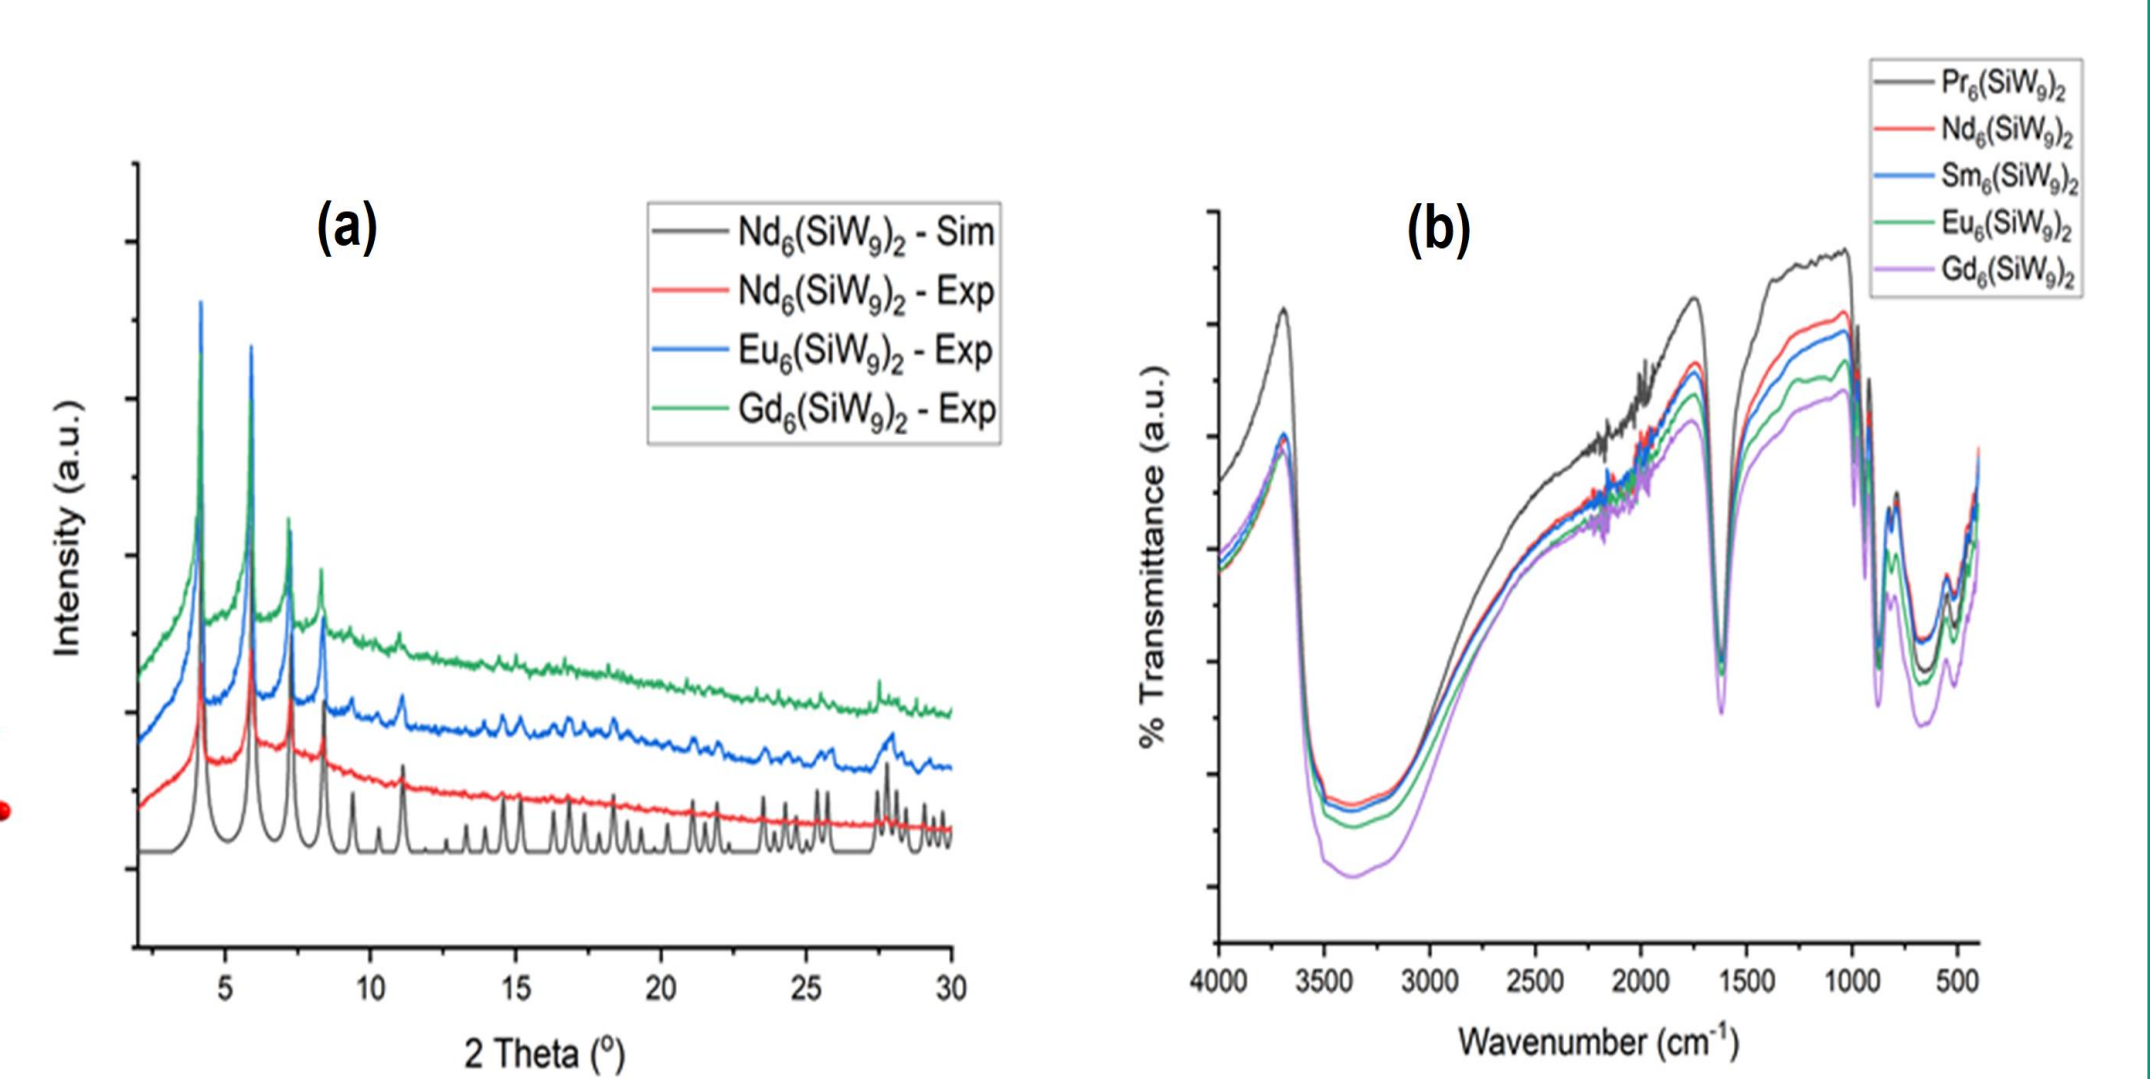 (a)
Nd₆(SiW₉)₂ - Sim
Nd₆(SiW₉)₂ - Exp
Eu₆(SiW₉)₂ - Exp
Gd₆(SiW₉)₂ - Exp
Intensity (a.u.)
5 10 15 20 25 30
2 Theta (º)
(b)
Pr₆(SiW₉)₂
Nd₆(SiW₉)₂
Sm₆(SiW₉)₂
Eu₆(SiW₉)₂
Gd₆(SiW₉)₂
% Transmittance (a.u.)
4000 3500 3000 2500 2000 1500 1000 500
Wavenumber (cm⁻¹)